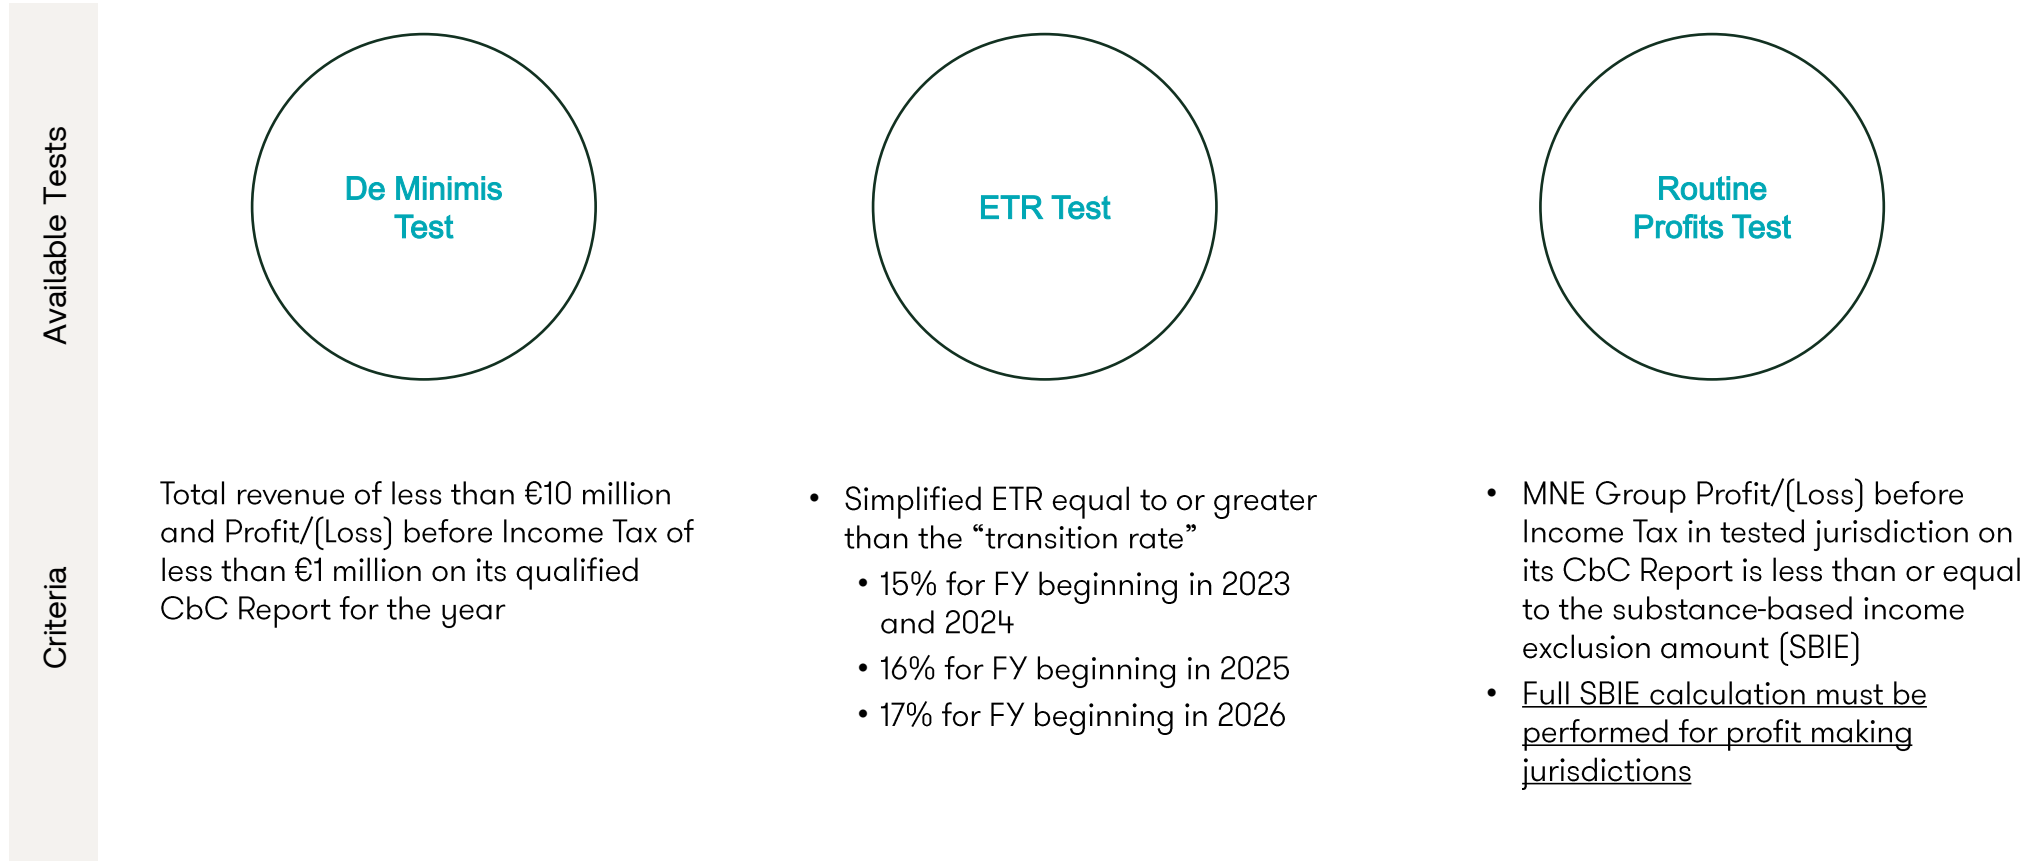 Available Tests
De Minimis
Test
ETR Test
Routine
Profits Test
Criteria
Total revenue of less than €10 million
and Profit/(Loss) before Income Tax of
less than €1 million on its qualified
CbC Report for the year
• Simplified ETR equal to or greater
than the “transition rate”
• 15% for FY beginning in 2023
and 2024
• 16% for FY beginning in 2025
• 17% for FY beginning in 2026
• MNE Group Profit/(Loss) before
Income Tax in tested jurisdiction on
its CbC Report is less than or equal
to the substance-based income
exclusion amount (SBIE)
• Full SBIE calculation must be
performed for profit making
jurisdictions